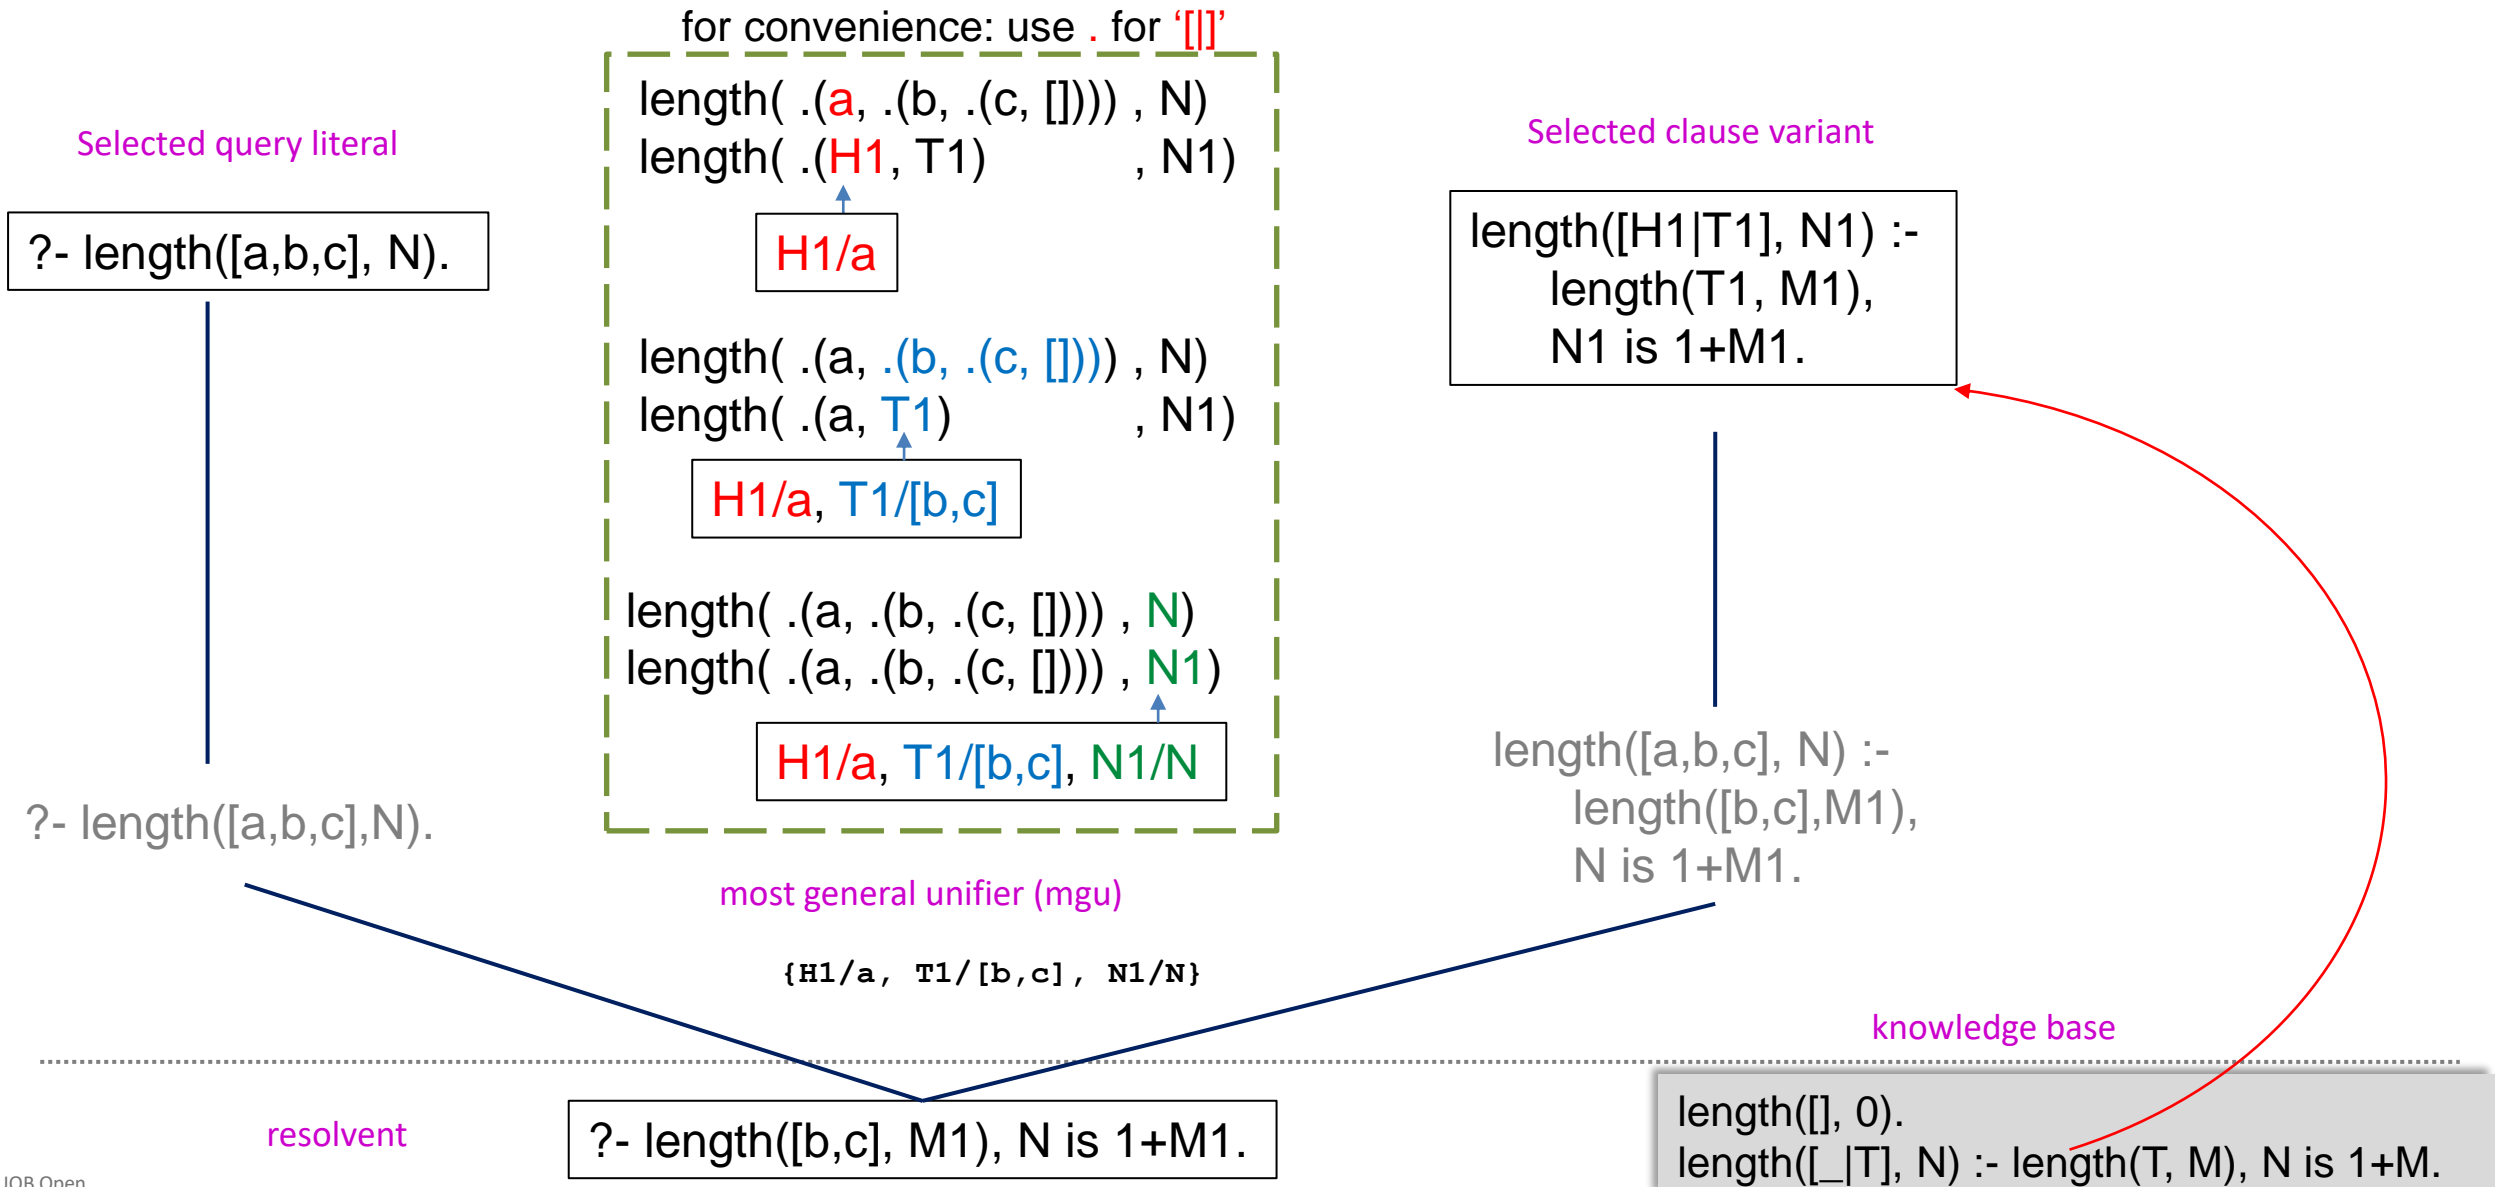 for convenience: use . for ‘[|]’
Selected query literal
?- length([a,b,c], N).
?- length([a,b,c],N).
length( .(a, .(b, .(c, []))) , N)
length( .(H1, T1) , N1)
H1/a
length( .(a, .(b, .(c, []))) , N)
length( .(a, T1) , N1)
H1/a, T1/[b,c]
length( .(a, .(b, .(c, []))) , N)
length( .(a, .(b, .(c, []))) , N1)
H1/a, T1/[b,c], N1/N
most general unifier (mgu)
{H1/a, T1/[b,c], N1/N}
Selected clause variant
length([H1|T1], N1) :-
length(T1, M1),
N1 is 1+M1.
length([a,b,c], N) :-
length([b,c],M1),
N is 1+M1.
knowledge base
resolvent
?- length([b,c], M1), N is 1+M1.
length([], 0).
length([_|T], N) :- length(T, M), N is 1+M.
Open